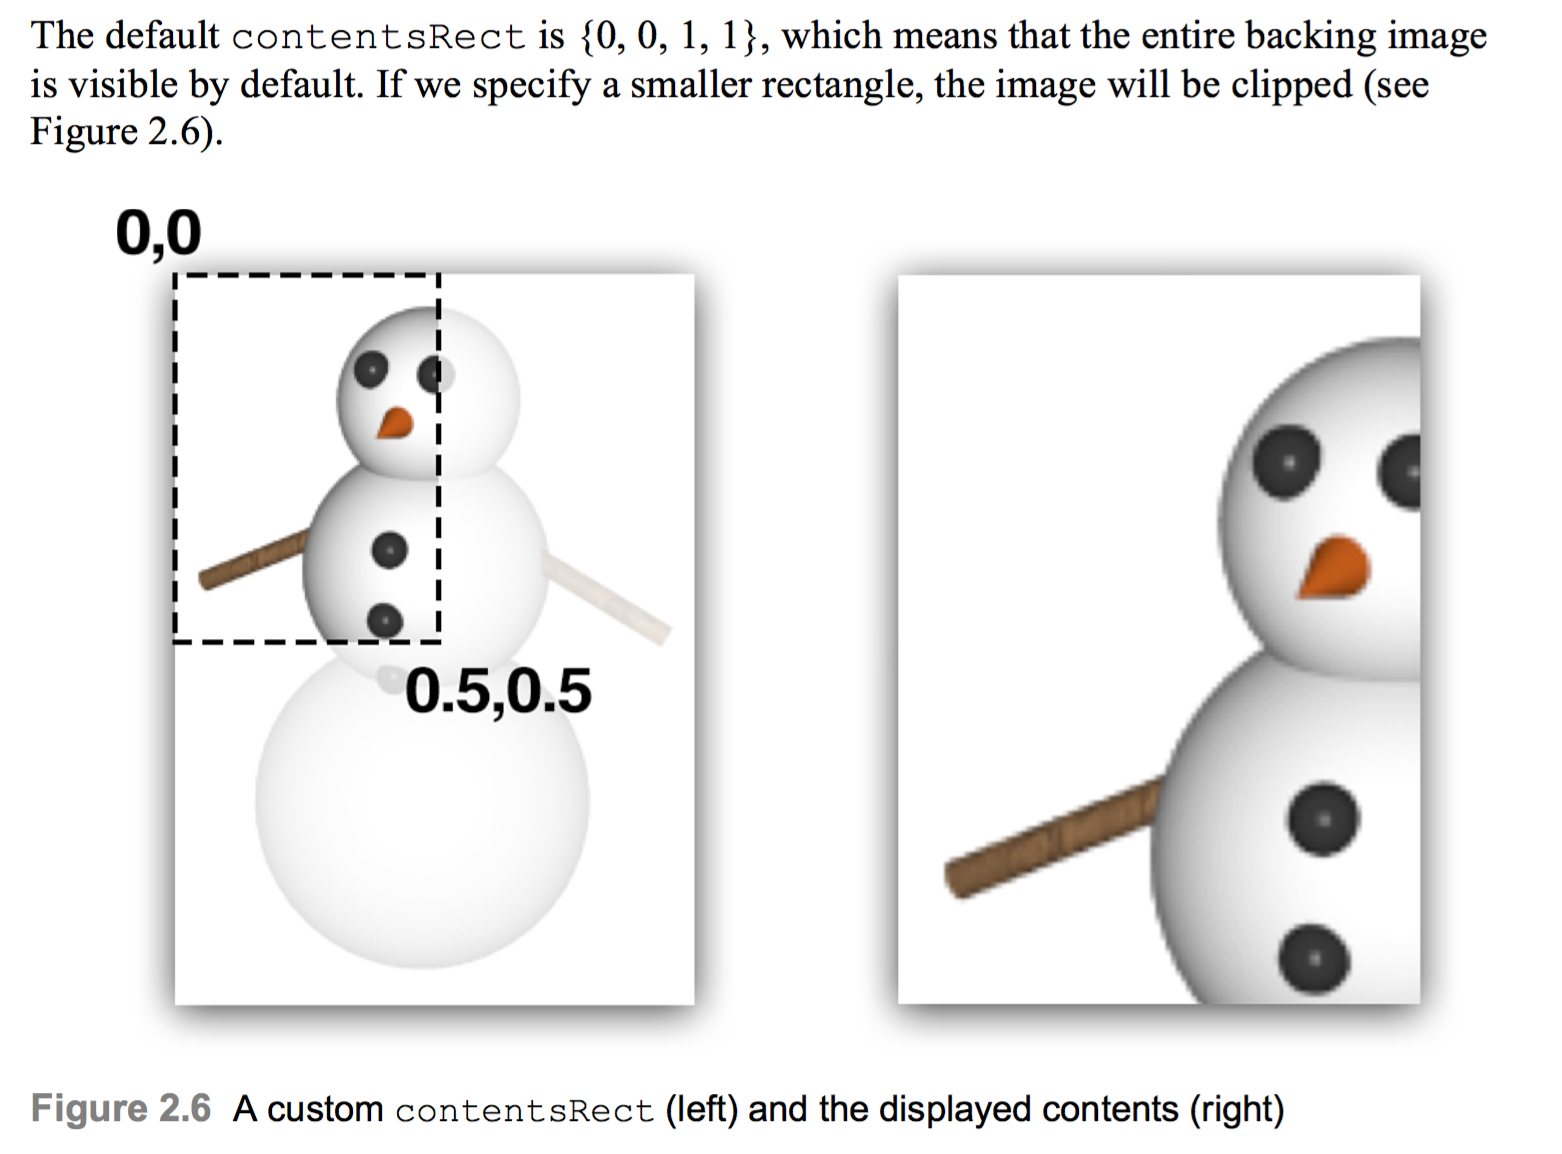 The default contentsRect is {0, 0, 1, 1}, which means that the entire backing image
is visible by default. If we specify a smaller rectangle, the image will be clipped (see
Figure 2.6).
0,0
0.5,0.5
Figure 2.6 A custom contentsRect (left) and the displayed contents (right)